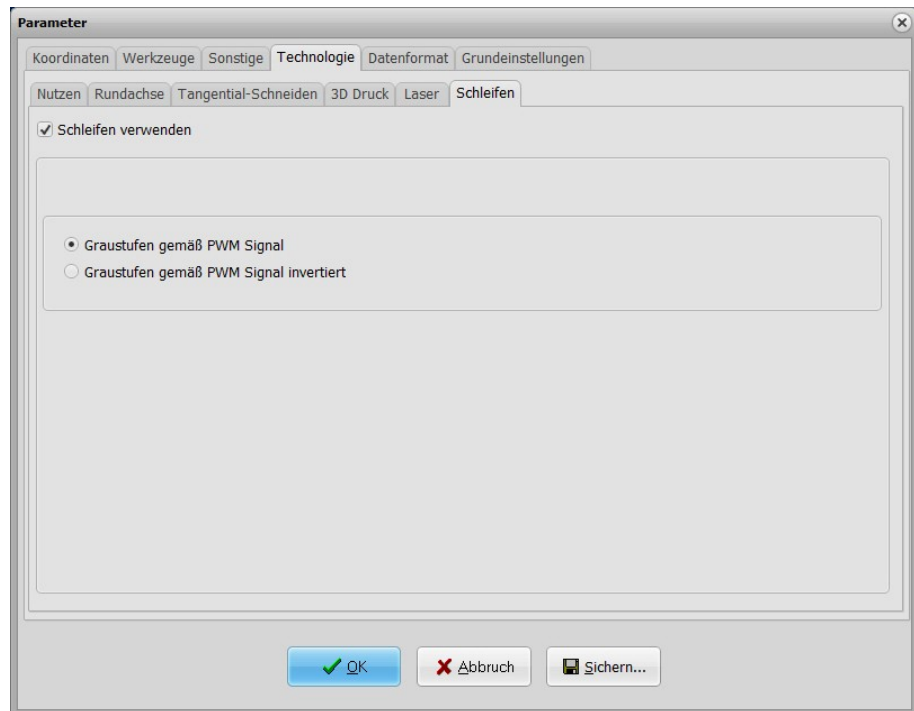 Parameter
Koordinaten Werkzeuge Sonstige Technologie Datenformat Grundeinstellungen
Nutzen Rundachse Tangential-Schneiden 3D Druck Laser Schleifen
Schleifen verwenden
Graustufen gemäß PWM Signal
Graustufen gemäß PWM Signal invertiert
OK Abbruch Sichern...